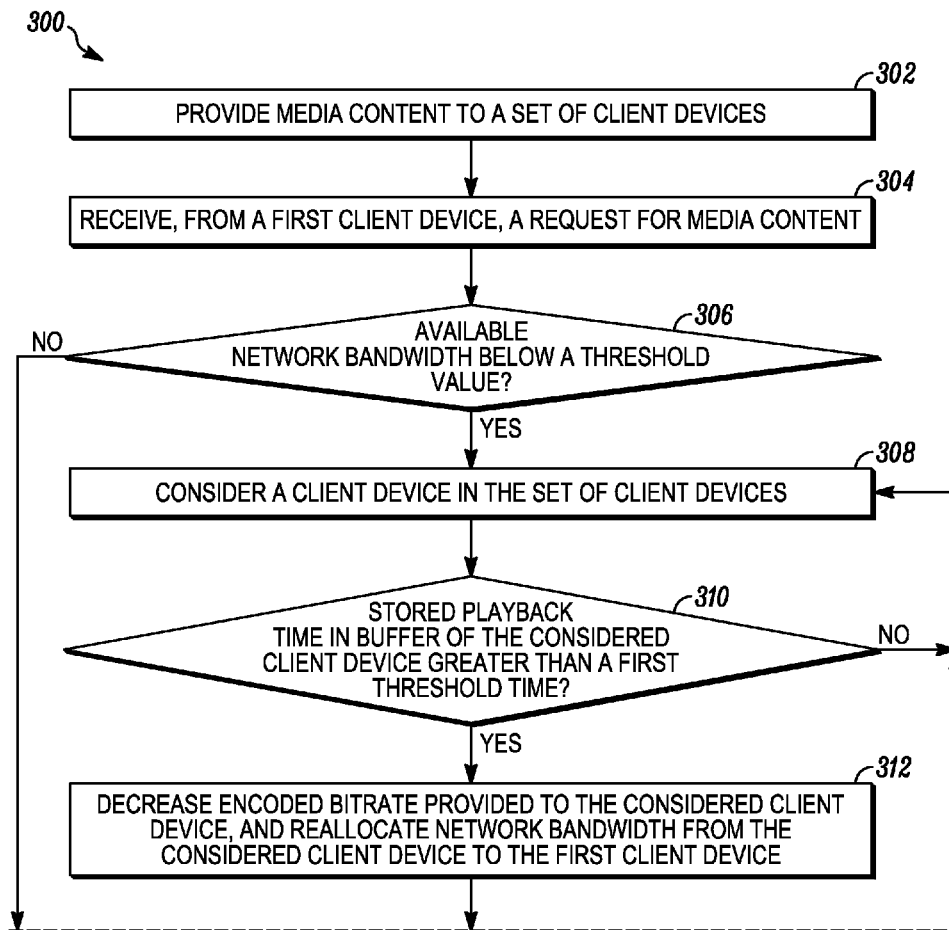 300
302
PROVIDE MEDIA CONTENT TO A SET OF CLIENT DEVICES
304
RECEIVE, FROM A FIRST CLIENT DEVICE, A REQUEST FOR MEDIA CONTENT
306
NO
AVAILABLE
NETWORK BANDWIDTH BELOW A THRESHOLD
VALUE?
YES
308
CONSIDER A CLIENT DEVICE IN THE SET OF CLIENT DEVICES
310
STORED PLAYBACK
TIME IN BUFFER OF THE CONSIDERED
CLIENT DEVICE GREATER THAN A FIRST
THRESHOLD TIME?
NO
YES
312
DECREASE ENCODED BITRATE PROVIDED TO THE CONSIDERED CLIENT
DEVICE, AND REALLOCATE NETWORK BANDWIDTH FROM THE
CONSIDERED CLIENT DEVICE TO THE FIRST CLIENT DEVICE